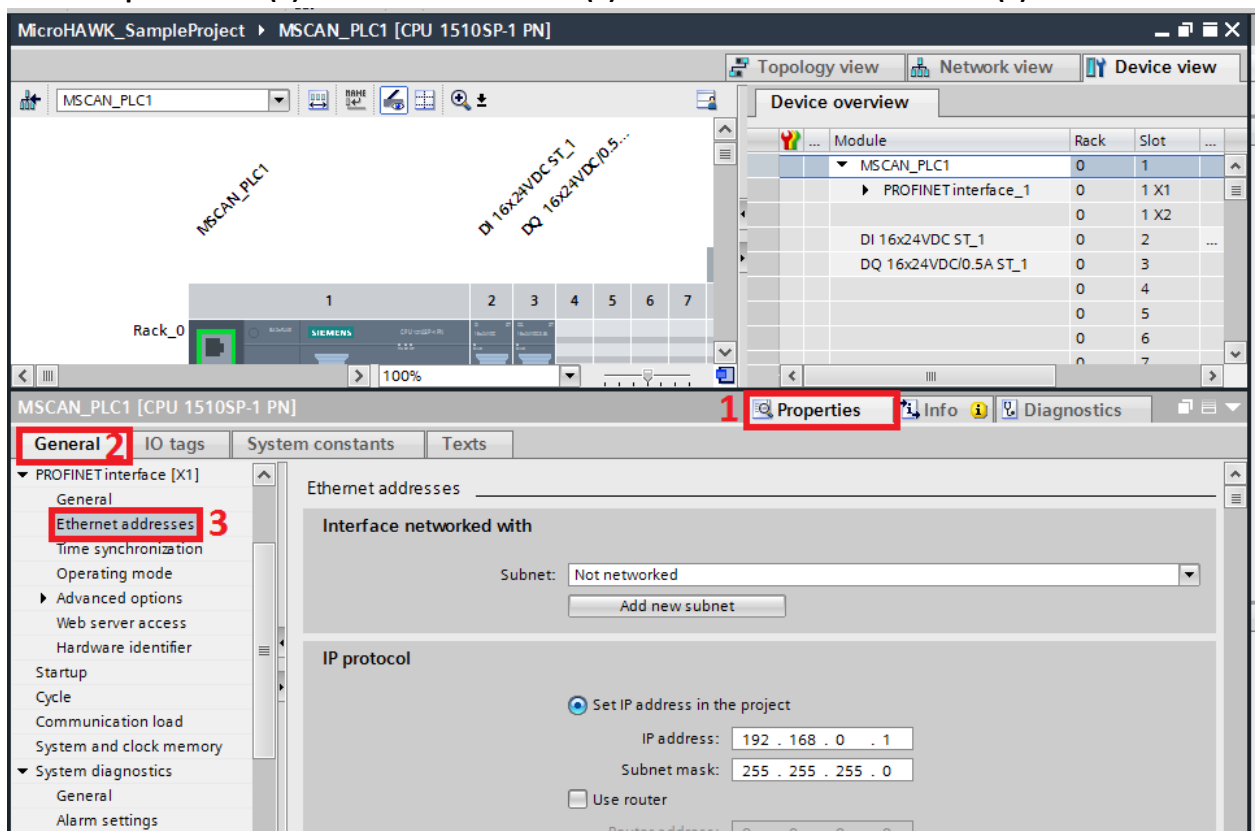 MicroHAWK_SampleProject ▸ MSCAN_PLC1 [CPU 1510SP-1 PN]
Topology view Network view Device view
MSCAN_PLC1
Device overview
... Module Rack Slot ...
MSCAN_PLC1 0 1
PROFINET interface_1 0 1 X1
0 1 X2
DI 16x24VDC ST_1 0 2 ...
DQ 16x24VDC/0.5A ST_1 0 3
0 4
0 5
0 6
0 7
MSCAN_PLC1
DI 16x24VDC ST_1
DQ 16x24VDC/0.5...
1 2 3 4 5 6 7
Rack_0
SIEMENS
100%
MSCAN_PLC1 [CPU 1510SP-1 PN]
1 Properties Info Diagnostics
General 2 IO tags System constants Texts
PROFINET interface [X1]
General
Ethernet addresses 3
Time synchronization
Operating mode
Advanced options
Web server access
Hardware identifier
Startup
Cycle
Communication load
System and clock memory
System diagnostics
General
Alarm settings
Ethernet addresses
Interface networked with
Subnet: Not networked
Add new subnet
IP protocol
Set IP address in the project
IP address: 192 . 168 . 0 . 1
Subnet mask: 255 . 255 . 255 . 0
Use router